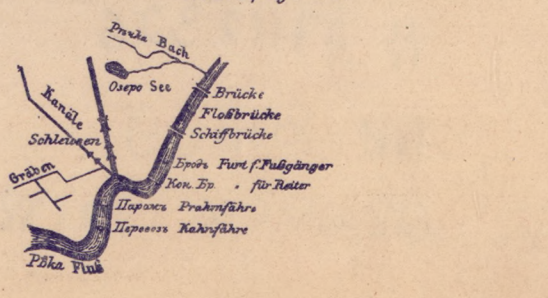 Рѣчка Bach
Озеро See
Brücke
Kanäle
Floßbrücke
Schleusen
Schiffbrücke
Gräben
Бродъ Furt f. Fußgänger
Кон. Бр. " für Reiter
Паромъ Prahmfähre
Перевозъ Kahnfähre
Рѣка Fluß